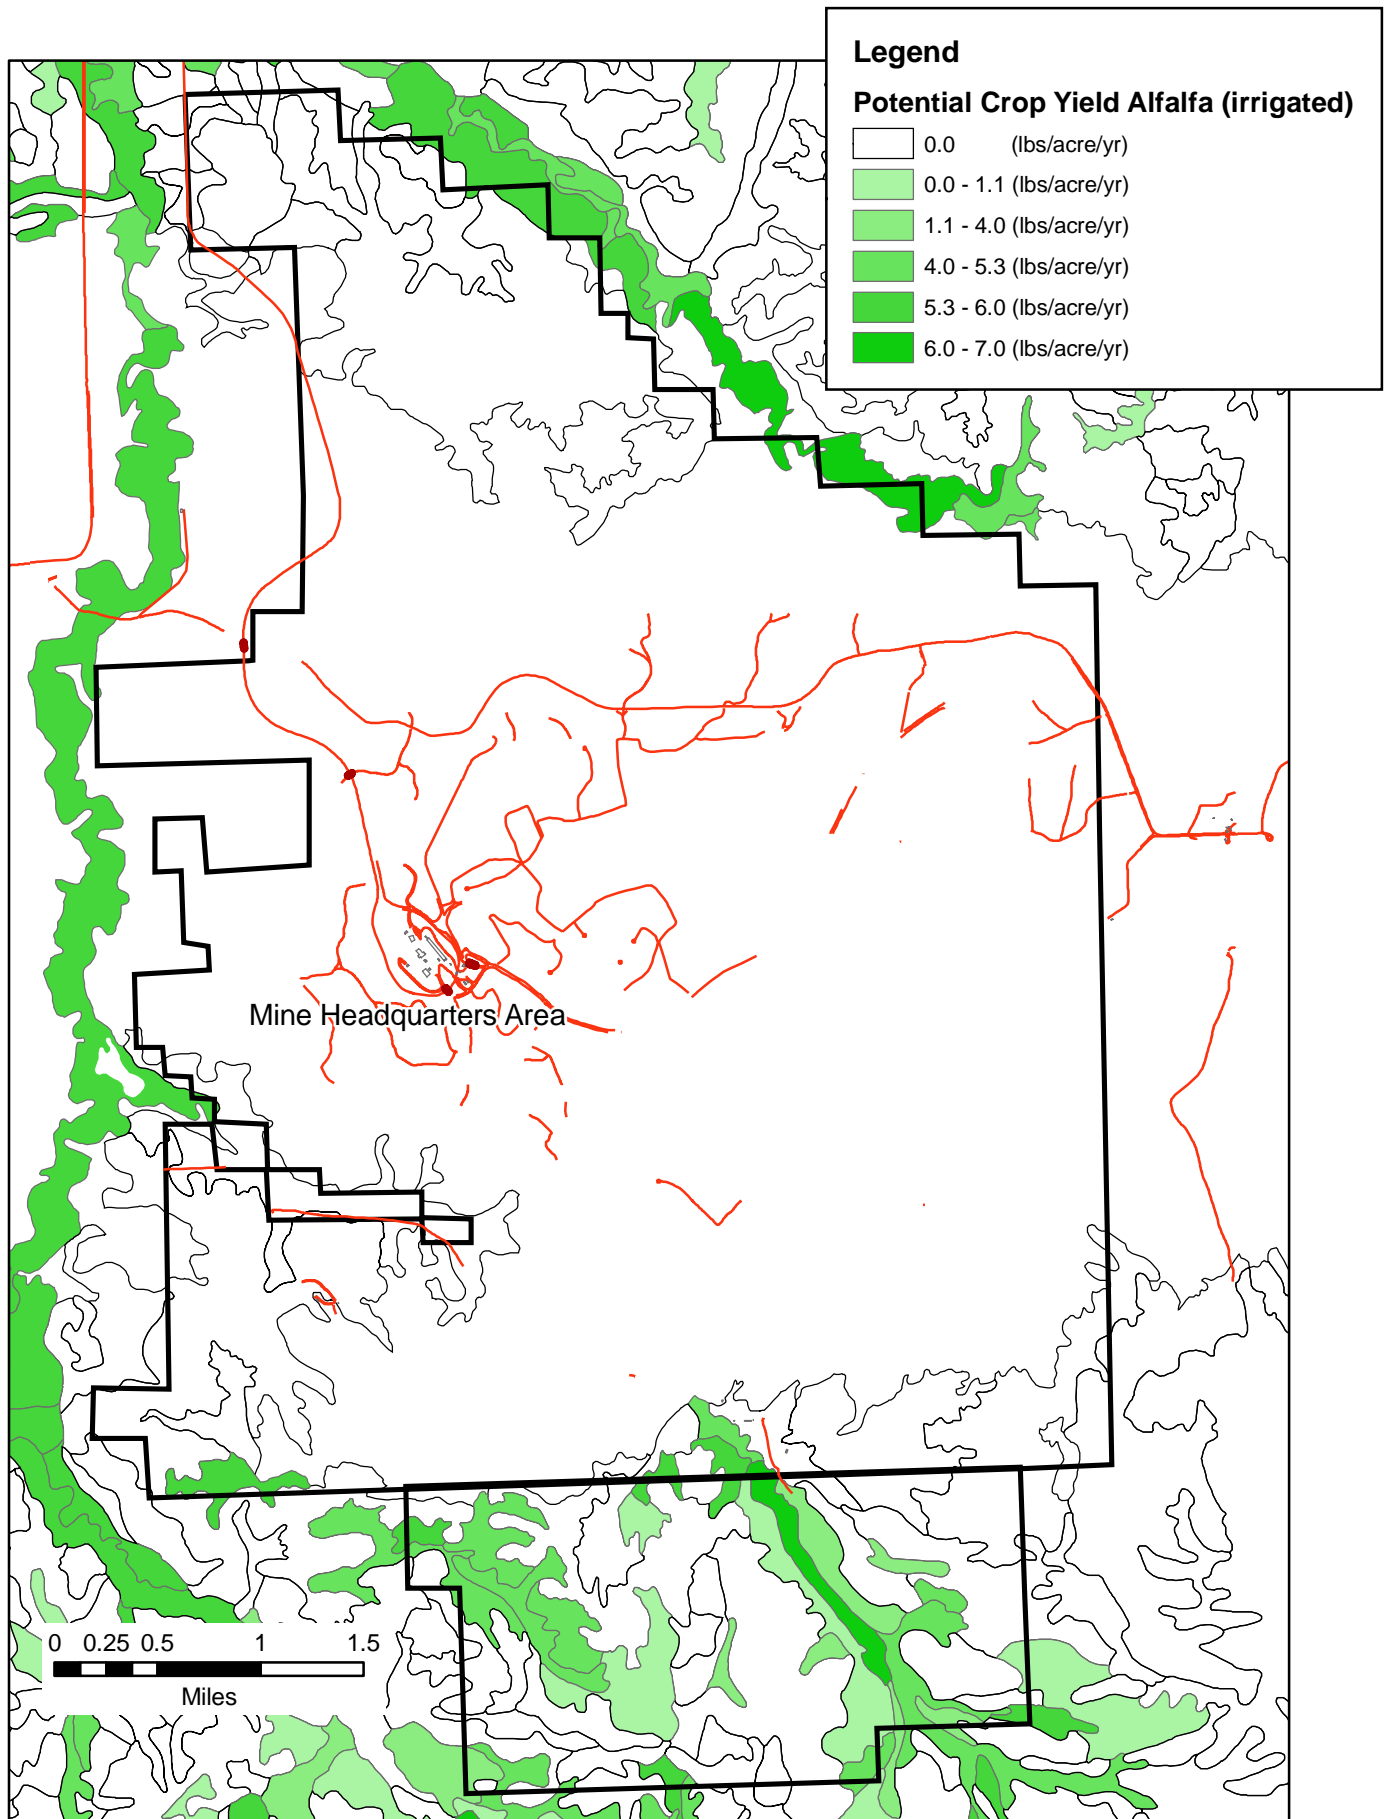 Legend
Potential Crop Yield Alfalfa (irrigated)
0.0 (lbs/acre/yr)
0.0 - 1.1 (lbs/acre/yr)
1.1 - 4.0 (lbs/acre/yr)
4.0 - 5.3 (lbs/acre/yr)
5.3 - 6.0 (lbs/acre/yr)
6.0 - 7.0 (lbs/acre/yr)
Mine Headquarters Area
0 0.25 0.5 1 1.5
Miles